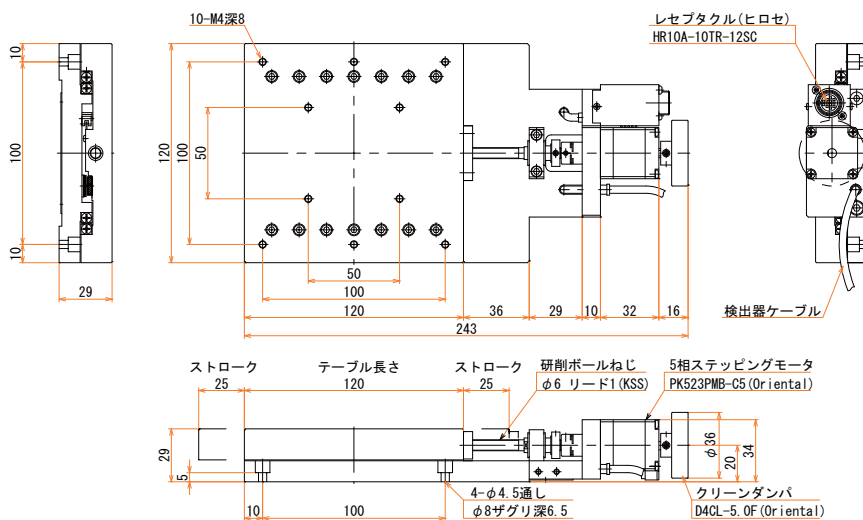 10-M4深8
レセプタクル(ヒロセ)
HR10A-10TR-12SC
10
100
10
29
120
100
50
50
100
120
36
29
10
32
16
243
検出器ケーブル
ストローク
テーブル長さ
ストローク
研削ボールねじ
5相ステッピングモータ
25
120
25
φ6 リード1(KSS)
PK523PMB-C5(Oriental)
29
5
φ36
34
20
10
100
4-φ4.5通し
φ8ザグリ深6.5
クリーンダンパ
D4CL-5.0F(Oriental)